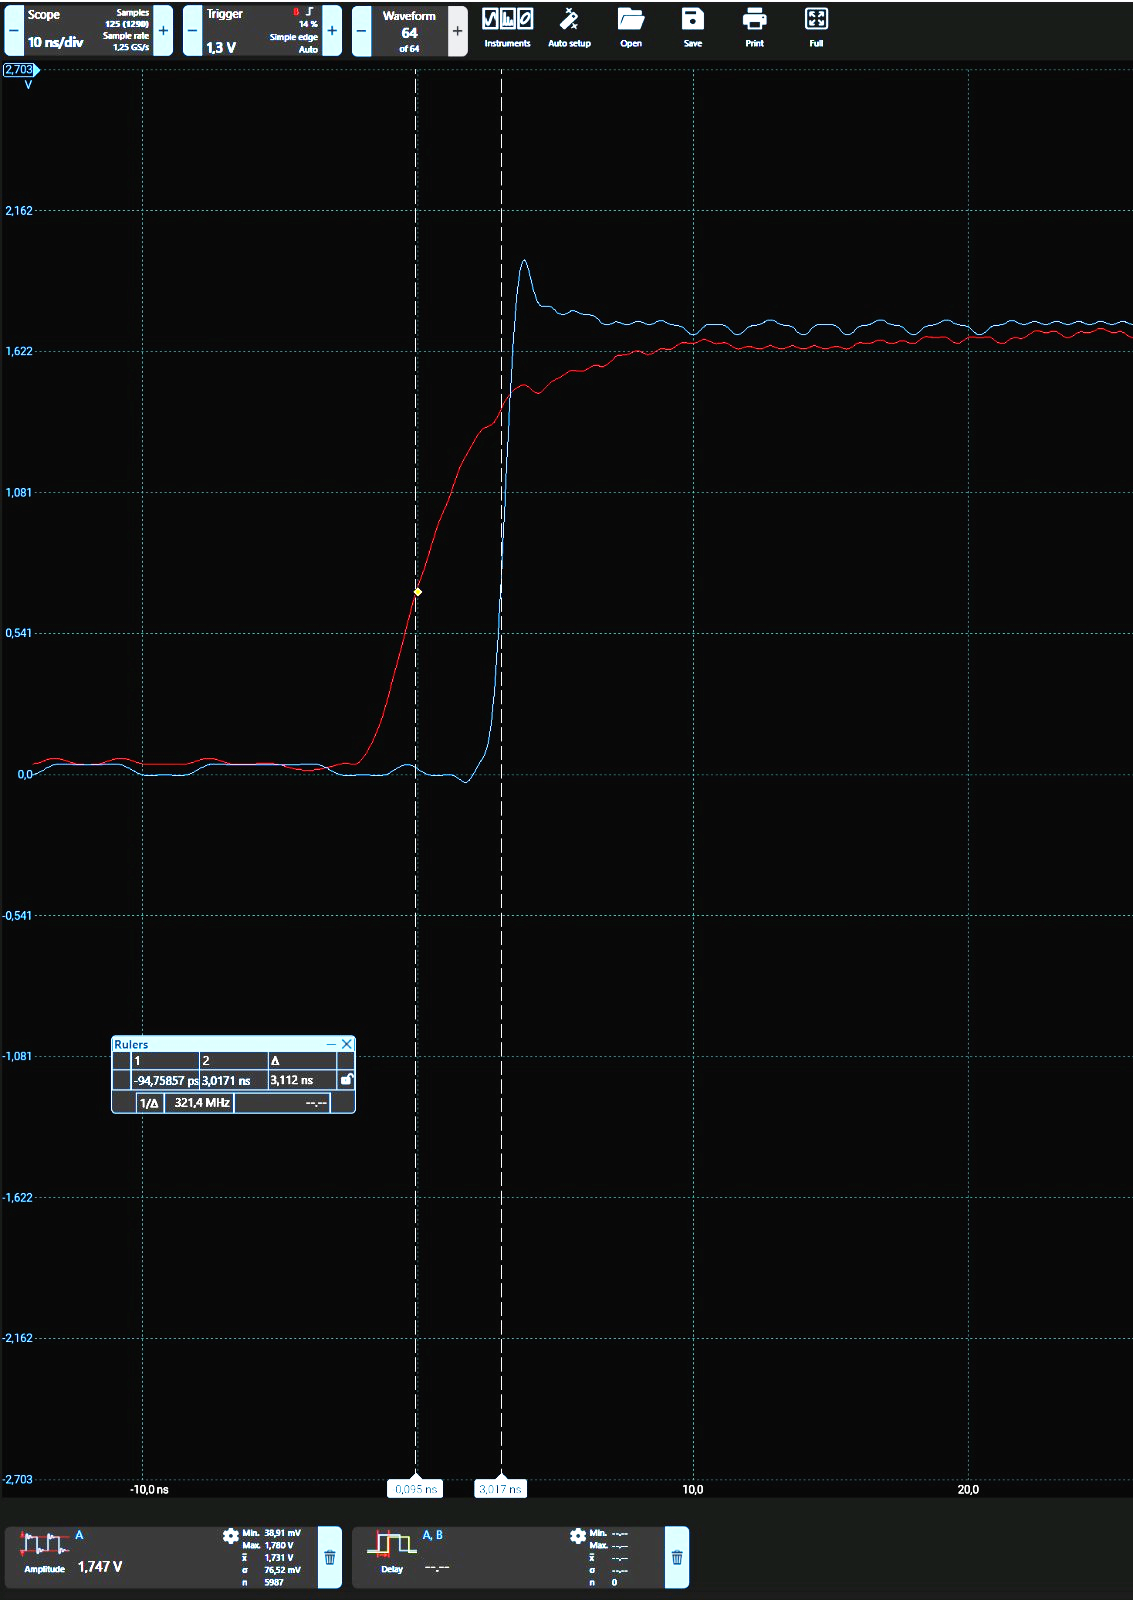 Scope
Samples
125 (1250)
Sample rate
10 ns/div
1,25 GS/s
Trigger
B
14 %
Simple edge
1,3 V
Auto
Waveform
64
of 64
Instruments
Auto setup
Open
Save
Print
Full
2,703
V
2,162
1,622
1,081
0,541
0,0
-0,541
-1,081
-1,622
-2,162
-2,703
Rulers
1 2 Δ
-94,75857 ps 3,0171 ns 3,112 ns
1/Δ 321,4 MHz --.--
-10,0 ns
0,095 ns
3,017 ns
10,0
20,0
A
Amplitude
1,747 V
Min. 38,91 mV
Max. 1,780 V
x̅ 1,731 V
σ 76,52 mV
n 5987
A, B
Delay
--.--
Min. --.--
Max. --.--
x̅ --.--
σ --.--
n 0